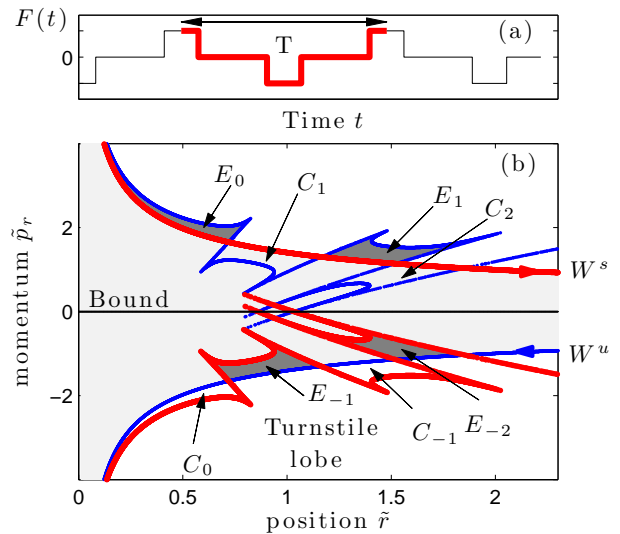 F(t)
(a)
T
0
Time t
(b)
E₀
C₁
E₁
C₂
2
momentum p̃ᵣ
Wˢ
Bound
0
Wᵘ
E₋₁
E₋₂
C₋₁
−2
C₀
Turnstile
lobe
0
0.5
1
1.5
2
position r̃